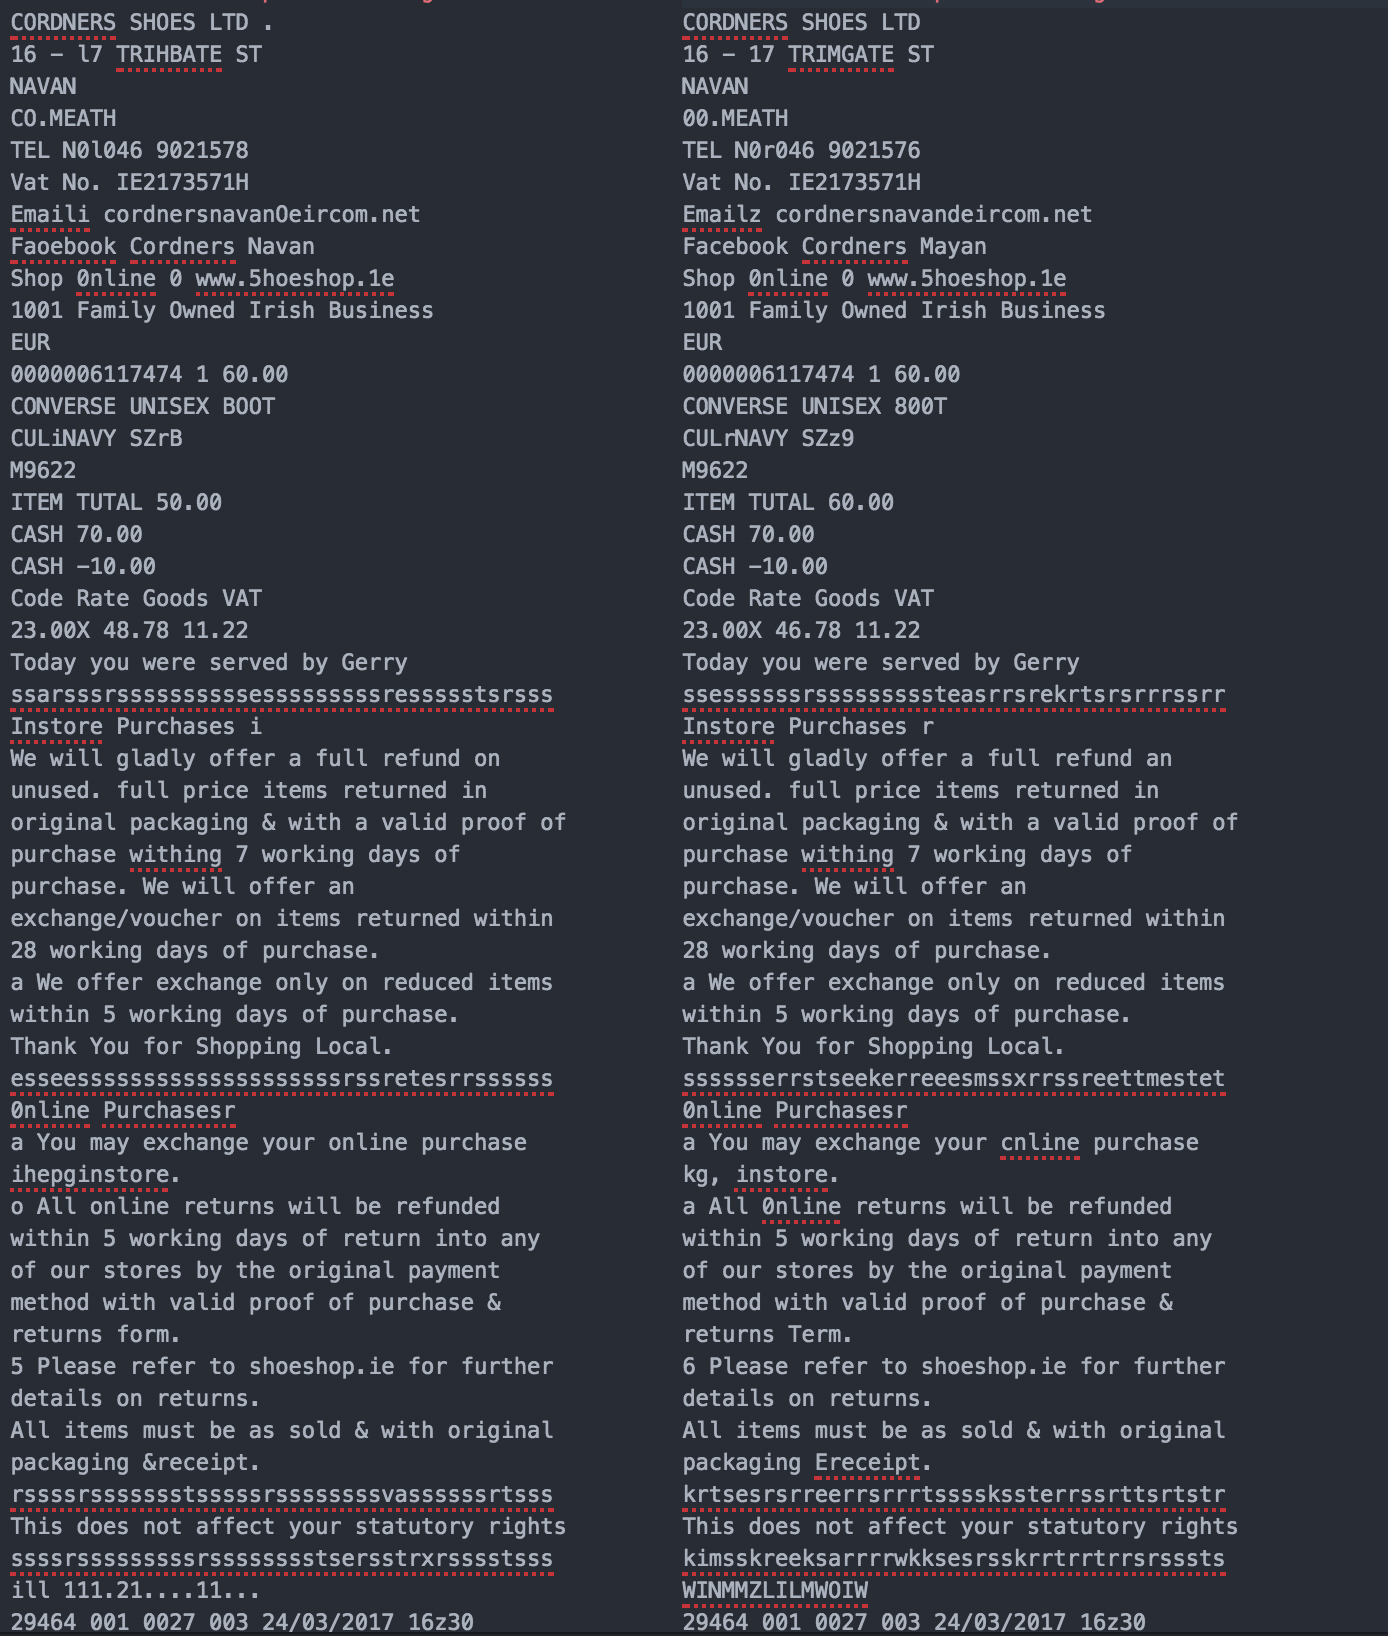 CORDNERS SHOES LTD .
16 - l7 TRIHBATE ST
NAVAN
CO.MEATH
TEL N0l046 9021578
Vat No. IE2173571H
Emaili cordnersnavanOeircom.net
Faoebook Cordners Navan
Shop 0nline 0 www.5hoeshop.1e
1001 Family Owned Irish Business
EUR
0000006117474 1 60.00
CONVERSE UNISEX BOOT
CULiNAVY SZrB
M9622
ITEM TUTAL 50.00
CASH 70.00
CASH -10.00
Code Rate Goods VAT
23.00X 48.78 11.22
Today you were served by Gerry
ssarsssrssssssssssesssssssssressssstsrsss
Instore Purchases i
We will gladly offer a full refund on
unused. full price items returned in
original packaging & with a valid proof of
purchase withing 7 working days of
purchase. We will offer an
exchange/voucher on items returned within
28 working days of purchase.
a We offer exchange only on reduced items
within 5 working days of purchase.
Thank You for Shopping Local.
esseessssssssssssssssssssrssretesrrssssss
0nline Purchasesr
a You may exchange your online purchase
ihepginstore.
o All online returns will be refunded
within 5 working days of return into any
of our stores by the original payment
method with valid proof of purchase &
returns form.
5 Please refer to shoeshop.ie for further
details on returns.
All items must be as sold & with original
packaging &receipt.
rssssrsssssssstsssssrssssssssvassssssrtsss
This does not affect your statutory rights
ssssrsssssssssrssssssssstsersstrxrsssstsss
ill 111.21....11...
29464 001 0027 003 24/03/2017 16z30
CORDNERS SHOES LTD
16 - 17 TRIMGATE ST
NAVAN
00.MEATH
TEL N0r046 9021576
Vat No. IE2173571H
Emailz cordnersnavandeircom.net
Facebook Cordners Mayan
Shop 0nline 0 www.5hoeshop.1e
1001 Family Owned Irish Business
EUR
0000006117474 1 60.00
CONVERSE UNISEX 800T
CULrNAVY SZz9
M9622
ITEM TUTAL 60.00
CASH 70.00
CASH -10.00
Code Rate Goods VAT
23.00X 46.78 11.22
Today you were served by Gerry
ssessssssrsssssssssteasrrsrekrtsrsrrrssrr
Instore Purchases r
We will gladly offer a full refund an
unused. full price items returned in
original packaging & with a valid proof of
purchase withing 7 working days of
purchase. We will offer an
exchange/voucher on items returned within
28 working days of purchase.
a We offer exchange only on reduced items
within 5 working days of purchase.
Thank You for Shopping Local.
sssssserrstseekerreeesmssxrrssreettmestet
0nline Purchasesr
a You may exchange your cnline purchase
kg, instore.
a All 0nline returns will be refunded
within 5 working days of return into any
of our stores by the original payment
method with valid proof of purchase &
returns Term.
6 Please refer to shoeshop.ie for further
details on returns.
All items must be as sold & with original
packaging Ereceipt.
krtsesrsrreerrsrrrtsssskssterrssrttsrtstr
This does not affect your statutory rights
kimsskreeksarrrrwkksesrsskrrtrrtrrsrsssts
WINMMZLILMWOIW
29464 001 0027 003 24/03/2017 16z30